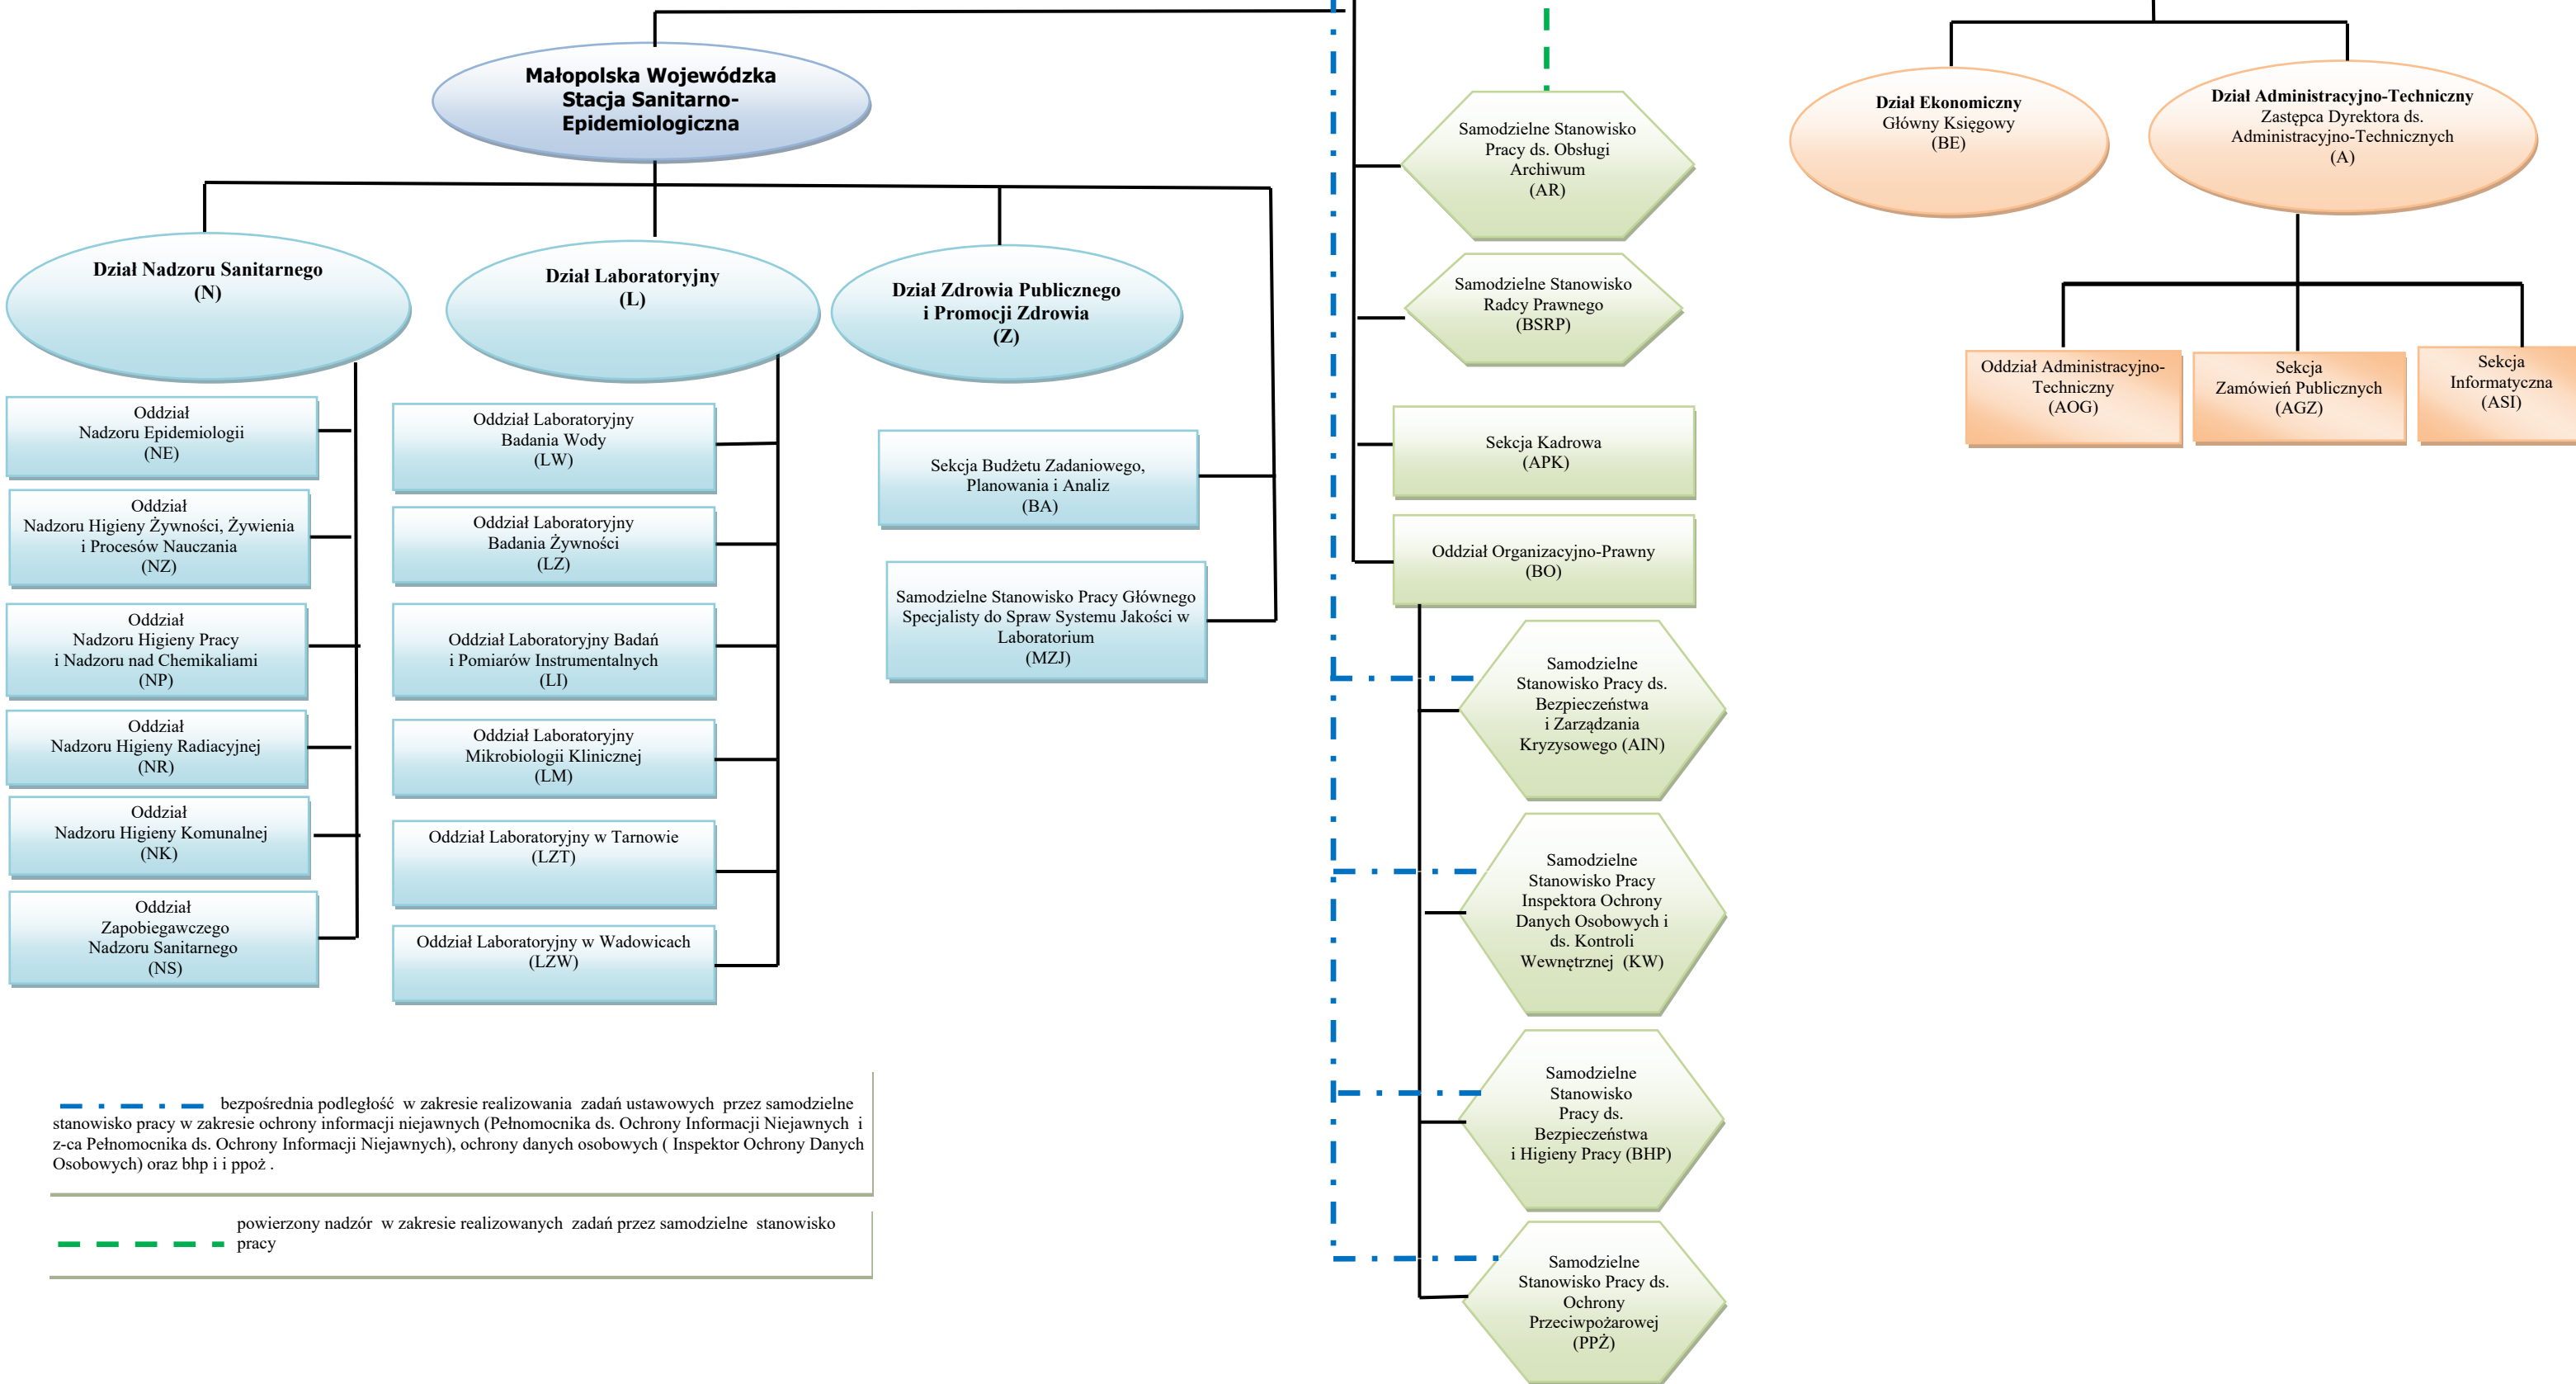 Małopolska Wojewódzka
Stacja Sanitarno-
Epidemiologiczna
Dział Nadzoru Sanitarnego
(N)
Dział Laboratoryjny
(L)
Dział Zdrowia Publicznego
i Promocji Zdrowia
(Z)
Oddział
Nadzoru Epidemiologii
(NE)
Oddział
Nadzoru Higieny Żywności, Żywienia
i Procesów Nauczania
(NZ)
Oddział
Nadzoru Higieny Pracy
i Nadzoru nad Chemikaliami
(NP)
Oddział
Nadzoru Higieny Radiacyjnej
(NR)
Oddział
Nadzoru Higieny Komunalnej
(NK)
Oddział
Zapobiegawczego
Nadzoru Sanitarnego
(NS)
Oddział Laboratoryjny
Badania Wody
(LW)
Oddział Laboratoryjny
Badania Żywności
(LZ)
Oddział Laboratoryjny Badań
i Pomiarów Instrumentalnych
(LI)
Oddział Laboratoryjny
Mikrobiologii Klinicznej
(LM)
Oddział Laboratoryjny w Tarnowie
(LZT)
Oddział Laboratoryjny w Wadowicach
(LZW)
Sekcja Budżetu Zadaniowego,
Planowania i Analiz
(BA)
Samodzielne Stanowisko Pracy Głównego
Specjalisty do Spraw Systemu Jakości w
Laboratorium
(MZJ)
Samodzielne Stanowisko
Pracy ds. Obsługi
Archiwum
(AR)
Samodzielne Stanowisko
Radcy Prawnego
(BSRP)
Sekcja Kadrowa
(APK)
Oddział Organizacyjno-Prawny
(BO)
Samodzielne
Stanowisko Pracy ds.
Bezpieczeństwa
i Zarządzania
Kryzysowego (AIN)
Samodzielne
Stanowisko Pracy
Inspektora Ochrony
Danych Osobowych i
ds. Kontroli
Wewnętrznej (KW)
Samodzielne
Stanowisko
Pracy ds.
Bezpieczeństwa
i Higieny Pracy (BHP)
Samodzielne
Stanowisko Pracy ds.
Ochrony
Przeciwpożarowej
(PPŻ)
Dział Ekonomiczny
Główny Księgowy
(BE)
Dział Administracyjno-Techniczny
Zastępca Dyrektora ds.
Administracyjno-Technicznych
(A)
Oddział Administracyjno-
Techniczny
(AOG)
Sekcja
Zamówień Publicznych
(AGZ)
Sekcja
Informatyczna
(ASI)
bezpośrednia podległość w zakresie realizowania zadań ustawowych przez samodzielne
stanowisko pracy w zakresie ochrony informacji niejawnych (Pełnomocnika ds. Ochrony Informacji Niejawnych i
z-ca Pełnomocnika ds. Ochrony Informacji Niejawnych), ochrony danych osobowych ( Inspektor Ochrony Danych
Osobowych) oraz bhp i i ppoż .
powierzony nadzór w zakresie realizowanych zadań przez samodzielne stanowisko
pracy